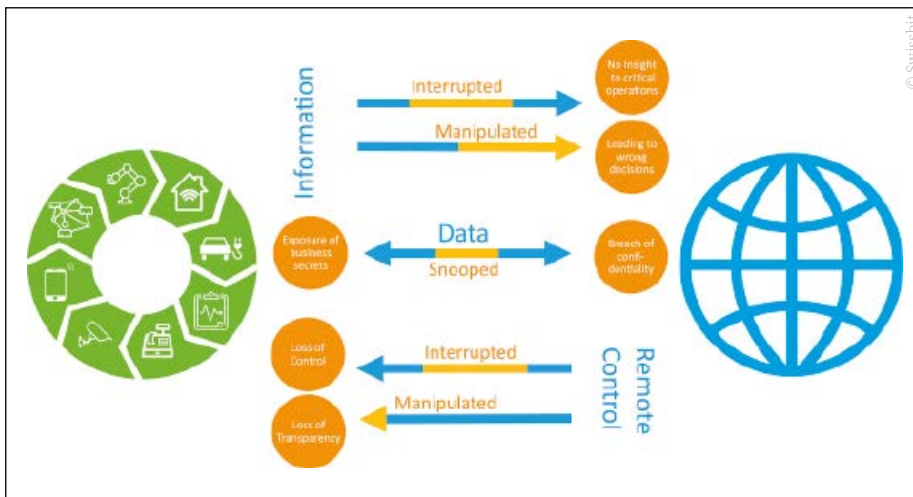 © Swissbit
Information
Interrupted
No insight
to critical
operations
Manipulated
Leading to
wrong
decisions
Exposure of
business
secrets
Data
Snooped
Breach of
confi-
dentiality
Loss of
Control
Interrupted
Remote
Control
Manipulated
Loss of
Transparency